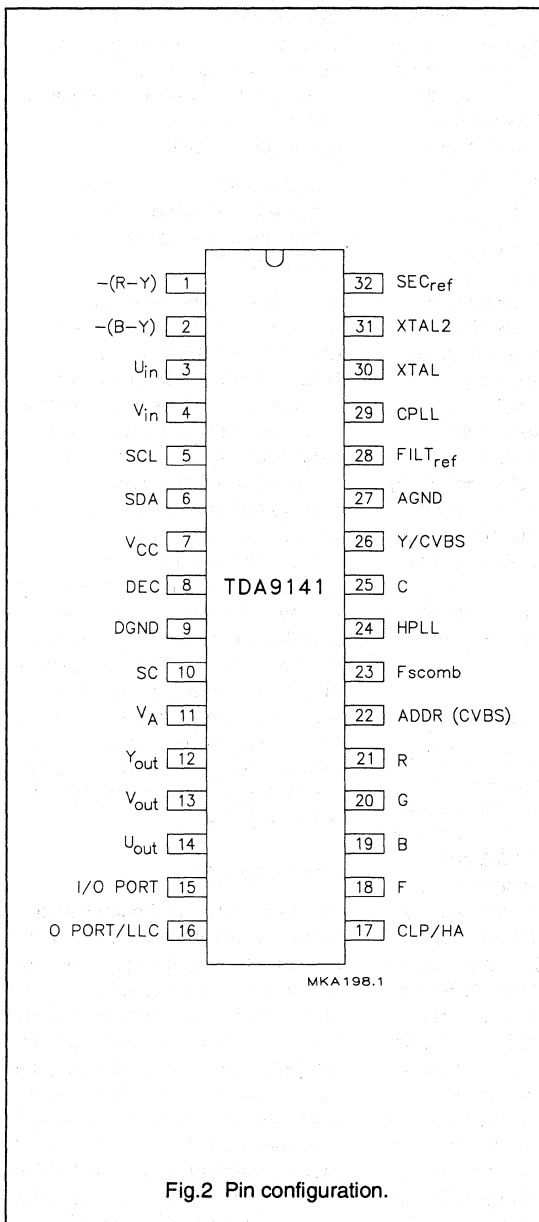 -(R-Y) 1 32 SECref
-(B-Y) 2 31 XTAL2
Uin 3 30 XTAL
Vin 4 29 CPLL
SCL 5 28 FILTref
SDA 6 27 AGND
VCC 7 26 Y/CVBS
DEC 8 TDA9141 25 C
DGND 9 24 HPLL
SC 10 23 Fscomb
VA 11 22 ADDR (CVBS)
Yout 12 21 R
Vout 13 20 G
Uout 14 19 B
I/O PORT 15 18 F
O PORT/LLC 16 17 CLP/HA
MKA198.1
Fig.2 Pin configuration.